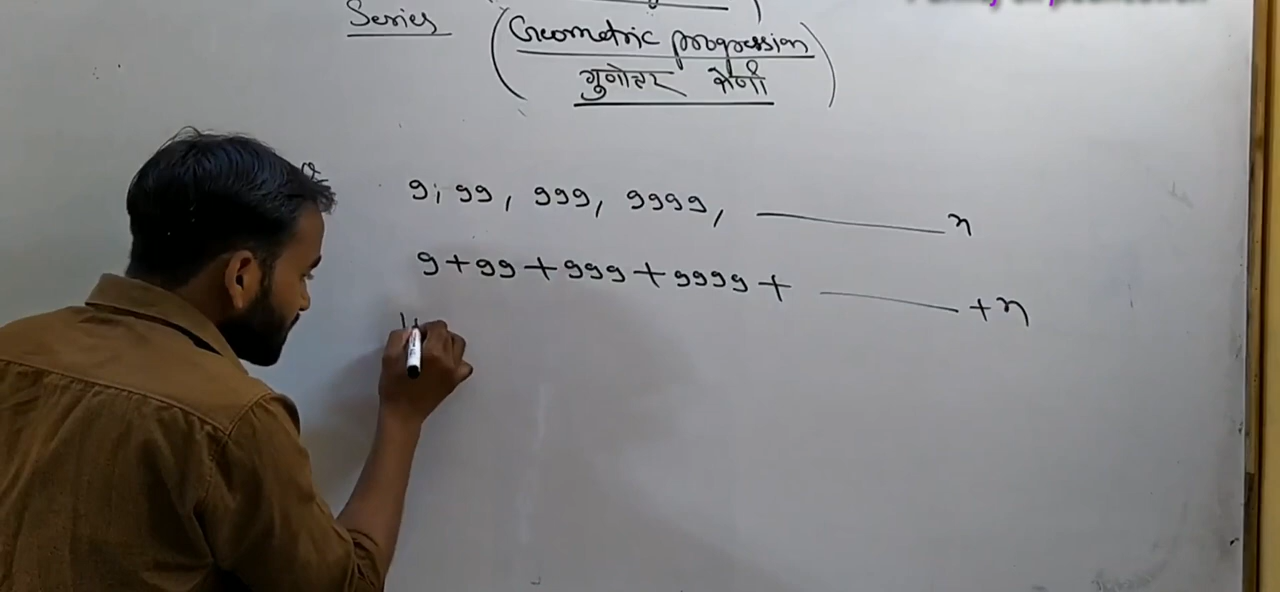 Series (Geometric progression)
गुनोत्तर श्रेणी
9, 99, 999, 9999, n
9+99+999+9999+ +n